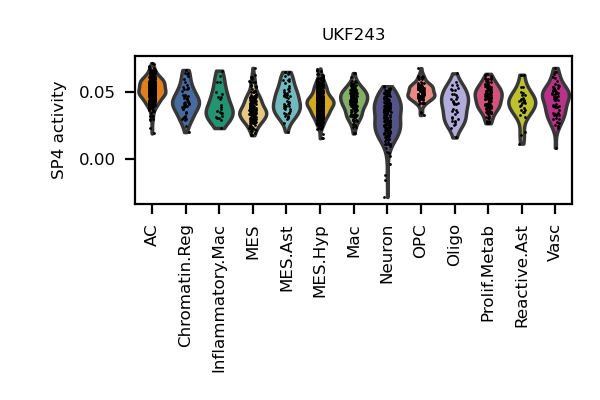 UKF243
SP4 activity
0.05
0.00
AC
Chromatin.Reg
Inflammatory.Mac
MES
MES.Ast
MES.Hyp
Mac
Neuron
OPC
Oligo
Prolif.Metab
Reactive.Ast
Vasc